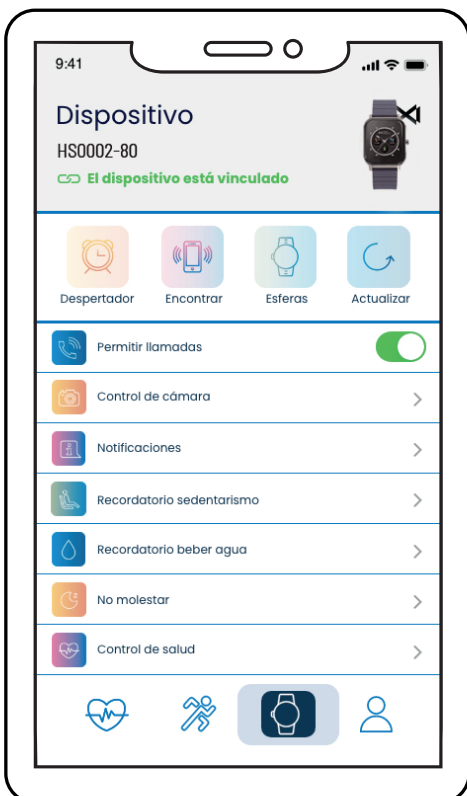 9:41
Dispositivo
HS0002-80
El dispositivo está vinculado
Despertador Encontrar Esferas Actualizar
Permitir llamadas
Control de cámara
Notificaciones
Recordatorio sedentarismo
Recordatorio beber agua
No molestar
Control de salud